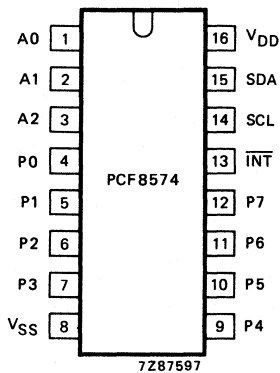 A0 1 16 VDD
A1 2 15 SDA
A2 3 14 SCL
P0 4 13 INT
PCF8574
P1 5 12 P7
P2 6 11 P6
P3 7 10 P5
VSS 8 9 P4
7Z87597